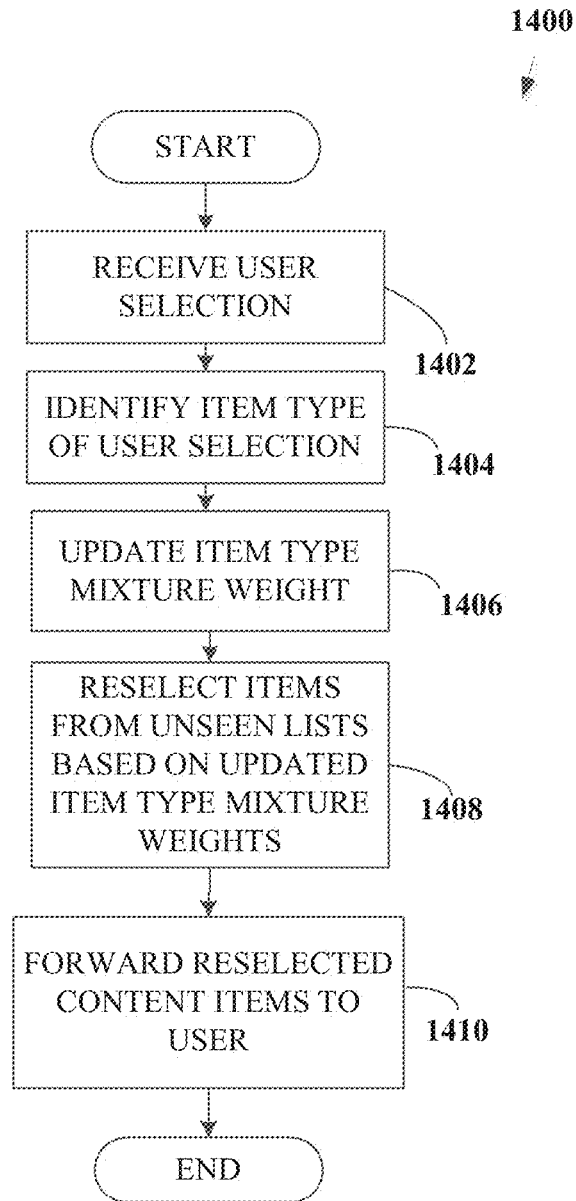 1400
START
RECEIVE USER
SELECTION
1402
IDENTIFY ITEM TYPE
OF USER SELECTION
1404
UPDATE ITEM TYPE
MIXTURE WEIGHT
1406
RESELECT ITEMS
FROM UNSEEN LISTS
BASED ON UPDATED
ITEM TYPE MIXTURE
WEIGHTS
1408
FORWARD RESELECTED
CONTENT ITEMS TO
USER
1410
END